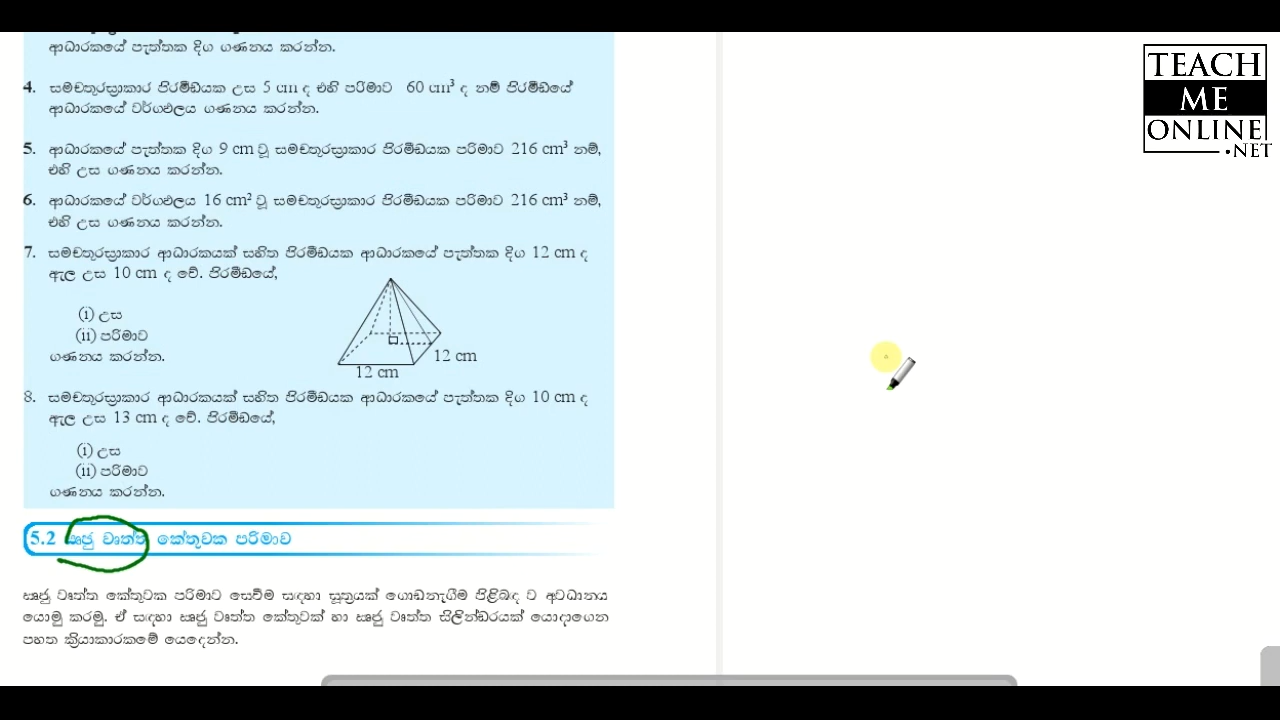 ආධාරකයේ පැත්තක දිග ගණනය කරන්න.
4. සමචතුරස්‍රාකාර පිරමීඩයක උස 5 cm ද එහි පරිමාව 60 cm³ ද නම් පිරමීඩයේ
ආධාරකයේ වර්ගඵලය ගණනය කරන්න.
5. ආධාරකයේ පැත්තක දිග 9 cm වූ සමචතුරස්‍රාකාර පිරමීඩයක පරිමාව 216 cm³ නම්,
එහි උස ගණනය කරන්න.
6. ආධාරකයේ වර්ගඵලය 16 cm² වූ සමචතුරස්‍රාකාර පිරමීඩයක පරිමාව 216 cm³ නම්,
එහි උස ගණනය කරන්න.
7. සමචතුරස්‍රාකාර ආධාරකයක් සහිත පිරමීඩයක ආධාරකයේ පැත්තක දිග 12 cm ද
ඇල උස 10 cm ද වේ. පිරමීඩයේ,
(i) උස
(ii) පරිමාව
ගණනය කරන්න.
12 cm
12 cm
8. සමචතුරස්‍රාකාර ආධාරකයක් සහිත පිරමීඩයක ආධාරකයේ පැත්තක දිග 10 cm ද
ඇල උස 13 cm ද වේ. පිරමීඩයේ,
(i) උස
(ii) පරිමාව
ගණනය කරන්න.
5.2 ඍජු වෘත්ත කේතුවක පරිමාව
ඍජු වෘත්ත කේතුවක පරිමාව සෙවීම සඳහා සූත්‍රයක් ගොඩනැගීම පිළිබඳ ව අවධානය
යොමු කරමු. ඒ සඳහා ඍජු වෘත්ත කේතුවක් හා ඍජු වෘත්ත සිලින්ඩරයක් යොදාගෙන
පහත ක්‍රියාකාරකමේ යෙදෙන්න.
TEACH
ME
ONLINE
.NET